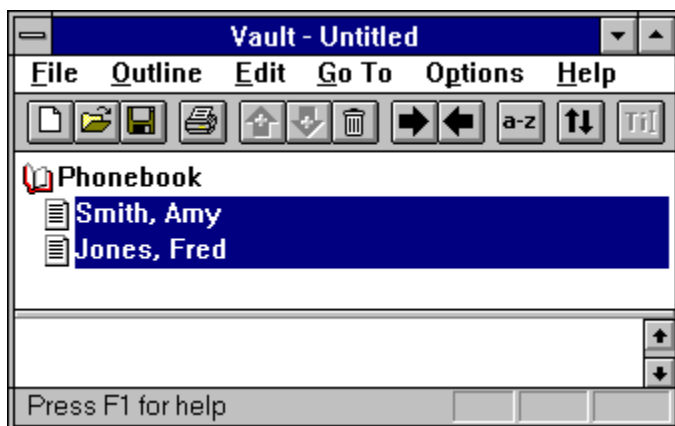 Vault - Untitled
File Outline Edit Go To Options Help
a-z
Phonebook
Smith, Amy
Jones, Fred
Press F1 for help